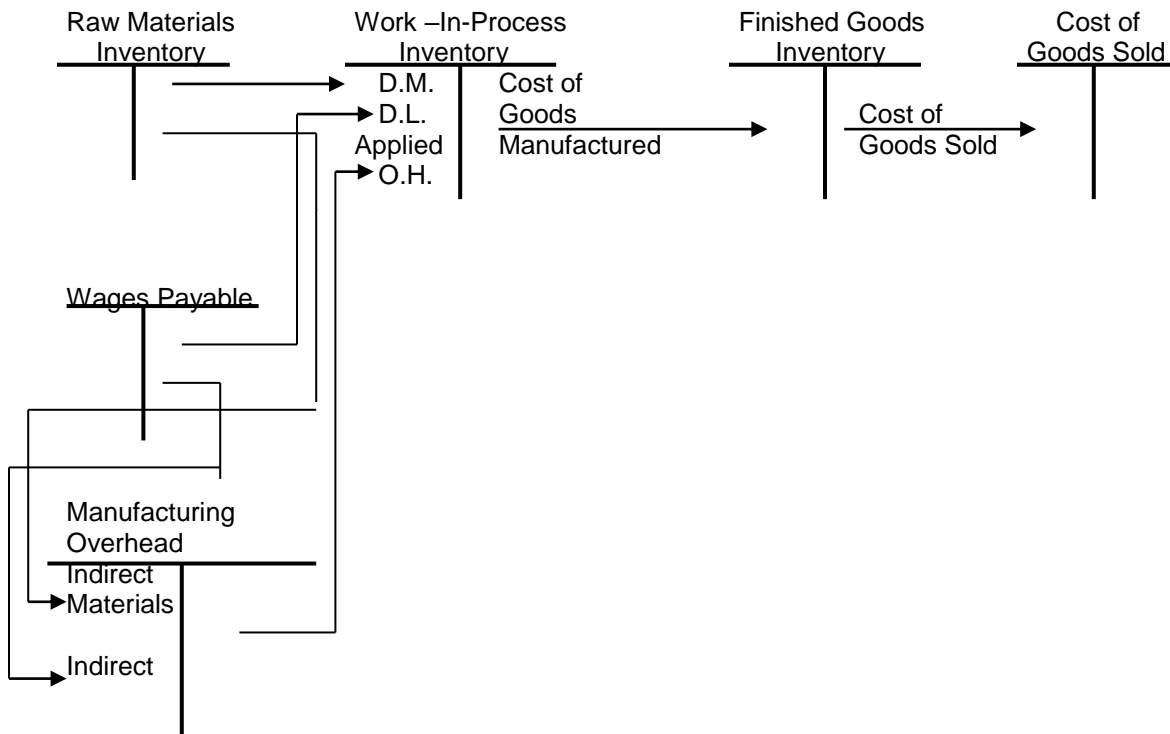 Raw Materials
Inventory
Work –In-Process
Inventory
Finished Goods
Inventory
Cost of
Goods Sold
D.M.
D.L.
Applied
O.H.
Cost of
Goods
Manufactured
Cost of
Goods Sold
Wages Payable
Manufacturing
Overhead
Indirect
Materials
Indirect